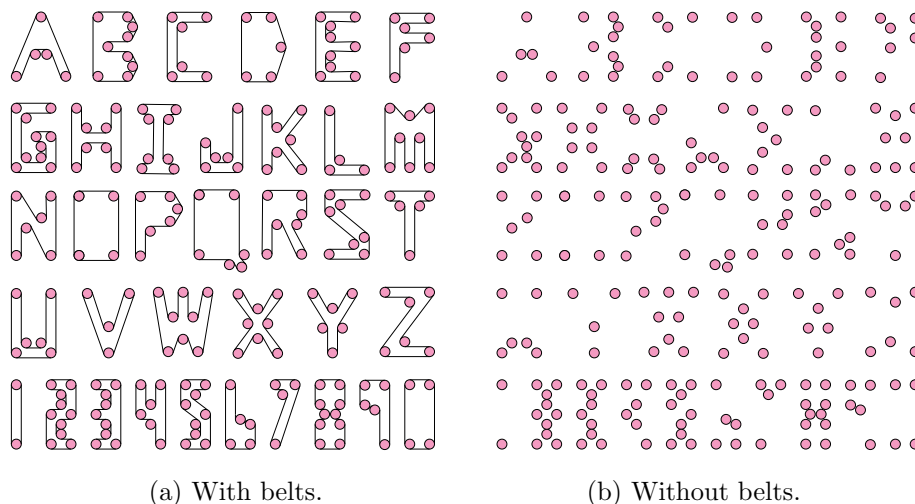 ABCDEF
GHIJKLM
NOPQRST
UVWXYZ
1234567890
(a) With belts.
(b) Without belts.